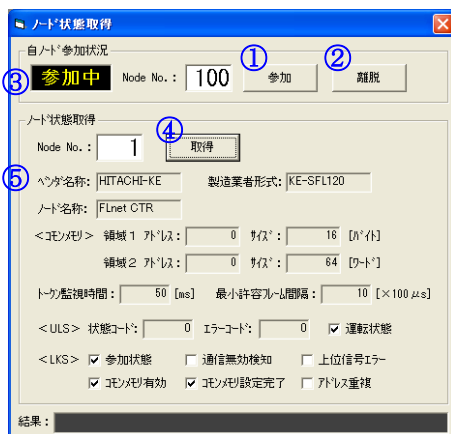 ノード状態取得
自ノード参加状況
① ②
③ 参加中 Node No.: 100 参加 離脱
ノード状態取得
④
Node No.: 1 取得
⑤ ベンダ名称: HITACHI-KE 製造業者形式: KE-SFL120
ノード名称: FLnet CTR
<コモンメモリ> 領域1 アドレス: 0 サイズ: 16 [バイト]
領域2 アドレス: 0 サイズ: 64 [ワード]
トークン監視時間: 50 [ms] 最小許容フレーム間隔: 10 [×100μs]
<ULS> 状態コード: 0 エラーコード: 0 運転状態
<LKS> 参加状態 通信無効検知 上位信号エラー
コモンメモリ有効 コモンメモリ設定完了 アドレス重複
結果: